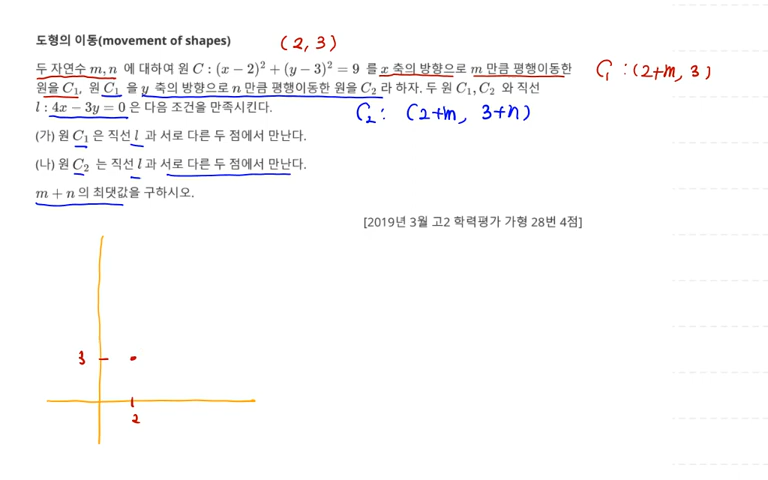 도형의 이동(movement of shapes)
(2, 3)
두 자연수 m, n 에 대하여 원 C : (x − 2)² + (y − 3)² = 9 를 x 축의 방향으로 m 만큼 평행이동한
C₁ : (2+m, 3)
원을 C₁, 원 C₁ 을 y 축의 방향으로 n 만큼 평행이동한 원을 C₂ 라 하자. 두 원 C₁, C₂ 와 직선
l : 4x − 3y = 0 은 다음 조건을 만족시킨다.
C₂ : (2+m, 3+n)
(가) 원 C₁ 은 직선 l 과 서로 다른 두 점에서 만난다.
(나) 원 C₂ 는 직선 l 과 서로 다른 두 점에서 만난다.
m + n 의 최댓값을 구하시오.
[2019년 3월 고2 학력평가 가형 28번 4점]
3
2